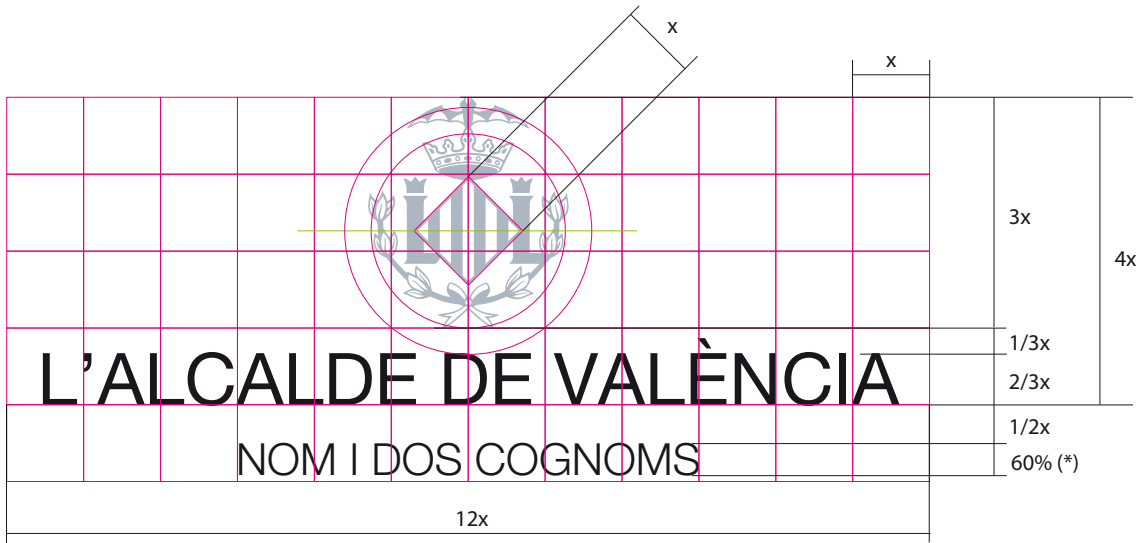 x
x
3x
4x
1/3x
L'ALCALDE DE VALÈNCIA
2/3x
1/2x
NOM I DOS COGNOMS
60% (*)
12x